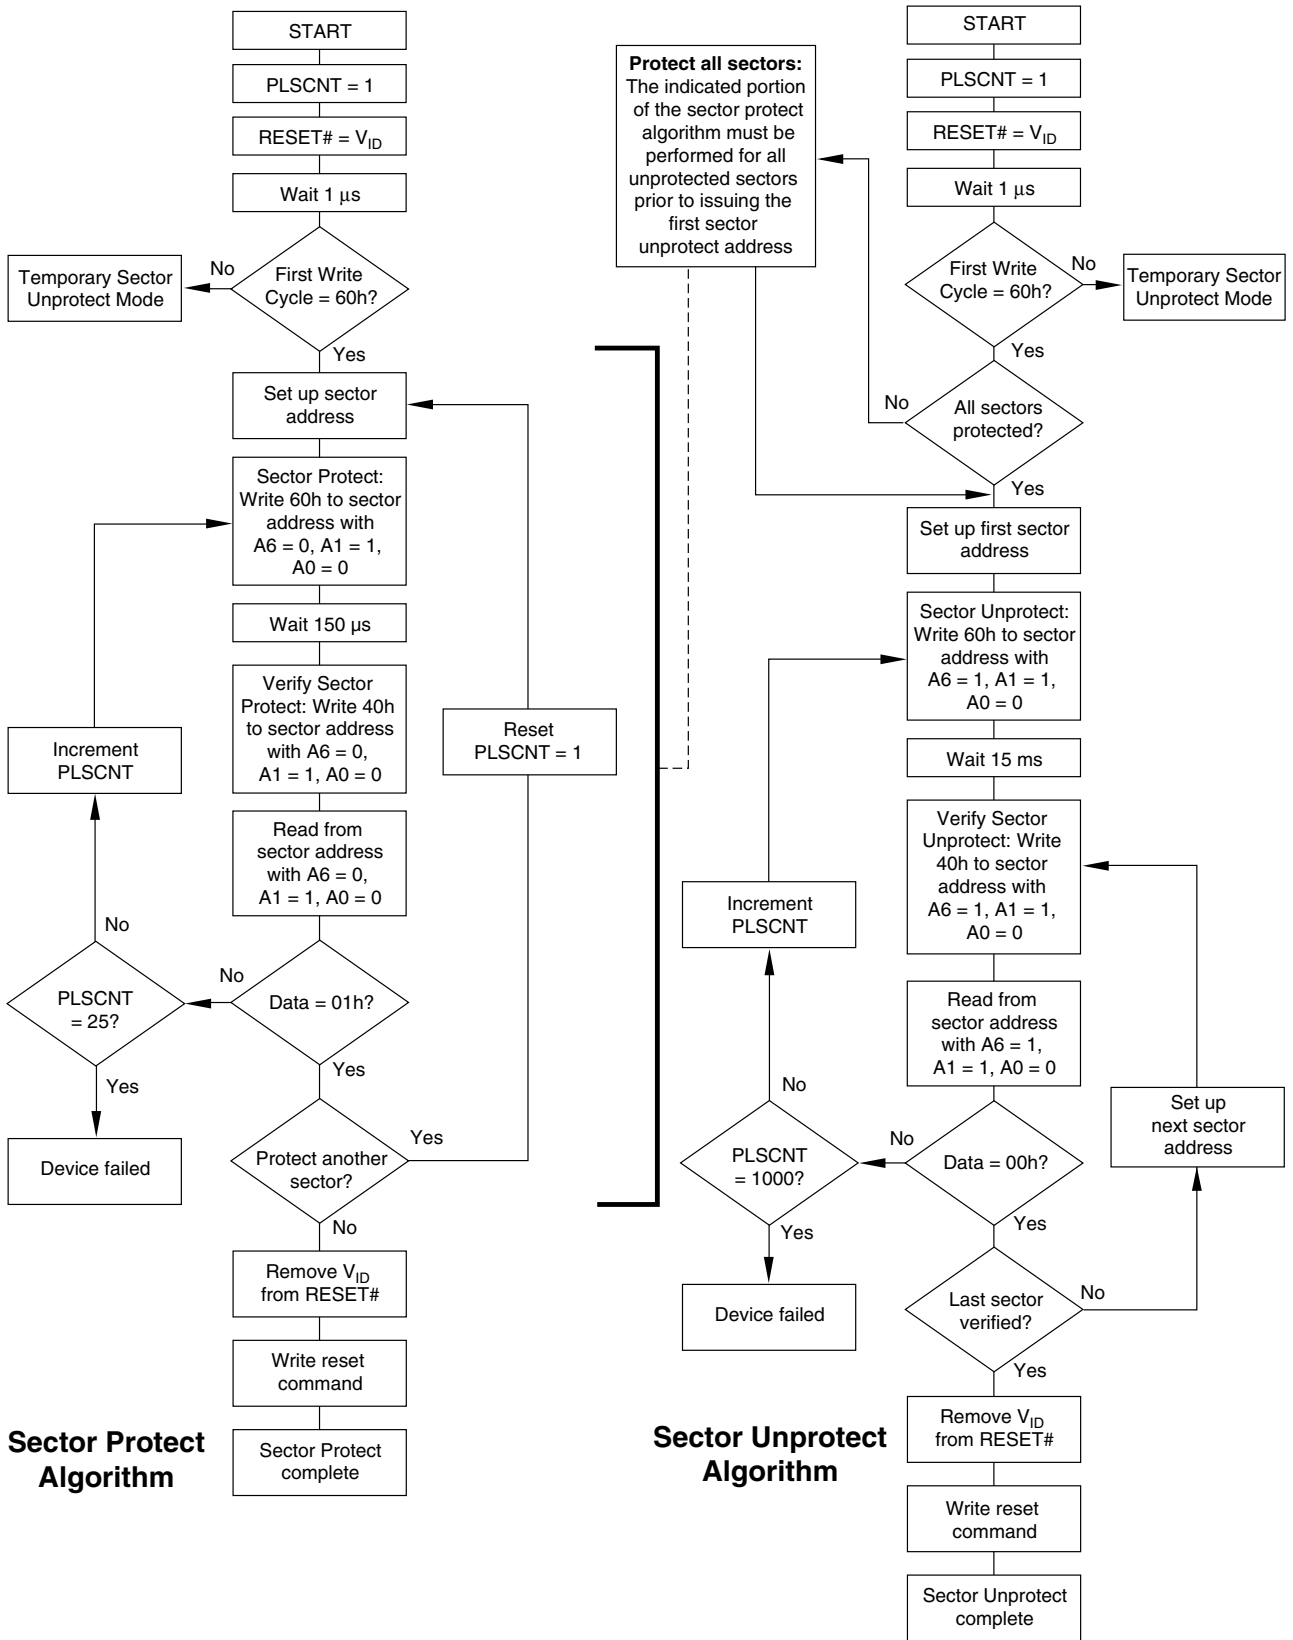 START
PLSCNT = 1
RESET# = VID
Wait 1 μs
First Write
Cycle = 60h?
No
Temporary Sector
Unprotect Mode
Yes
Set up sector
address
Sector Protect:
Write 60h to sector
address with
A6 = 0, A1 = 1,
A0 = 0
Wait 150 µs
Verify Sector
Protect: Write 40h
to sector address
with A6 = 0,
A1 = 1, A0 = 0
Reset
PLSCNT = 1
Increment
PLSCNT
Read from
sector address
with A6 = 0,
A1 = 1, A0 = 0
No
No
PLSCNT
= 25?
Data = 01h?
Yes
Yes
Device failed
Protect another
sector?
Yes
No
Remove VID
from RESET#
Write reset
command
Sector Protect
complete
Sector Protect
Algorithm
Protect all sectors:
The indicated portion
of the sector protect
algorithm must be
performed for all
unprotected sectors
prior to issuing the
first sector
unprotect address
START
PLSCNT = 1
RESET# = VID
Wait 1 μs
First Write
Cycle = 60h?
No
Temporary Sector
Unprotect Mode
Yes
No
All sectors
protected?
Yes
Set up first sector
address
Sector Unprotect:
Write 60h to sector
address with
A6 = 1, A1 = 1,
A0 = 0
Wait 15 ms
Verify Sector
Unprotect: Write
40h to sector
address with
A6 = 1, A1 = 1,
A0 = 0
Increment
PLSCNT
Read from
sector address
with A6 = 1,
A1 = 1, A0 = 0
No
No
PLSCNT
= 1000?
Data = 00h?
Set up
next sector
address
Yes
Yes
Device failed
Last sector
verified?
No
Yes
Remove VID
from RESET#
Write reset
command
Sector Unprotect
complete
Sector Unprotect
Algorithm